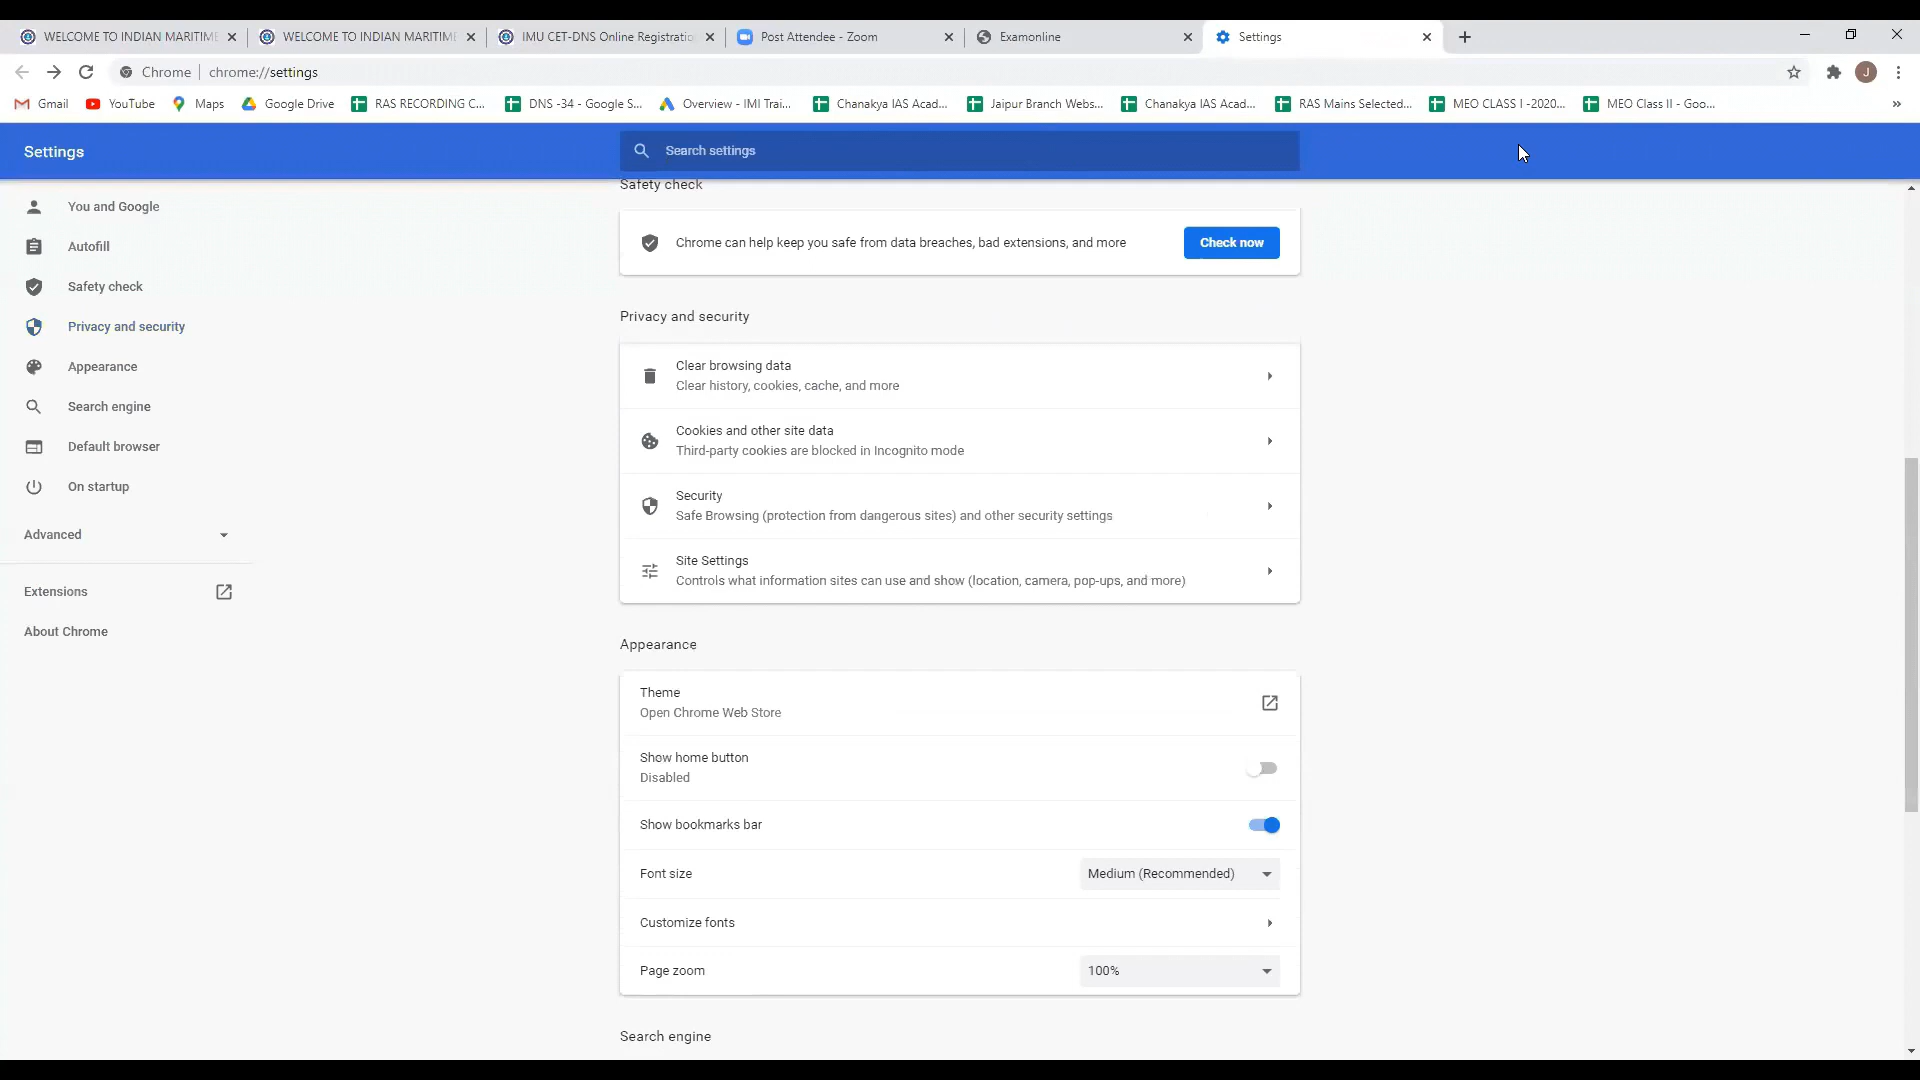 WELCOME TO INDIAN MARITIME
WELCOME TO INDIAN MARITIME
IMU CET-DNS Online Registratio
Post Attendee - Zoom
Examonline
Settings
Chrome
chrome://settings
J
Gmail
YouTube
Maps
Google Drive
RAS RECORDING C...
DNS -34 - Google S...
Overview - IMI Trai...
Chanakya IAS Acad...
Jaipur Branch Webs...
Chanakya IAS Acad...
RAS Mains Selected...
MEO CLASS I -2020...
MEO Class II - Goo...
»
Settings
Search settings
You and Google
Autofill
Safety check
Privacy and security
Appearance
Search engine
Default browser
On startup
Advanced
Extensions
About Chrome
Safety check
Chrome can help keep you safe from data breaches, bad extensions, and more
Check now
Privacy and security
Clear browsing data
Clear history, cookies, cache, and more
Cookies and other site data
Third-party cookies are blocked in Incognito mode
Security
Safe Browsing (protection from dangerous sites) and other security settings
Site Settings
Controls what information sites can use and show (location, camera, pop-ups, and more)
Appearance
Theme
Open Chrome Web Store
Show home button
Disabled
Show bookmarks bar
Font size
Medium (Recommended)
Customize fonts
Page zoom
100%
Search engine